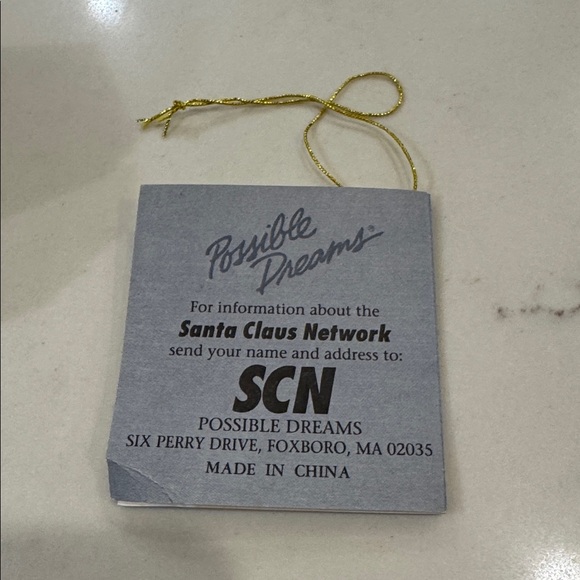 Possible
Dreams®
For information about the
Santa Claus Network
send your name and address to:
SCN
POSSIBLE DREAMS
SIX PERRY DRIVE, FOXBORO, MA 02035
MADE IN CHINA